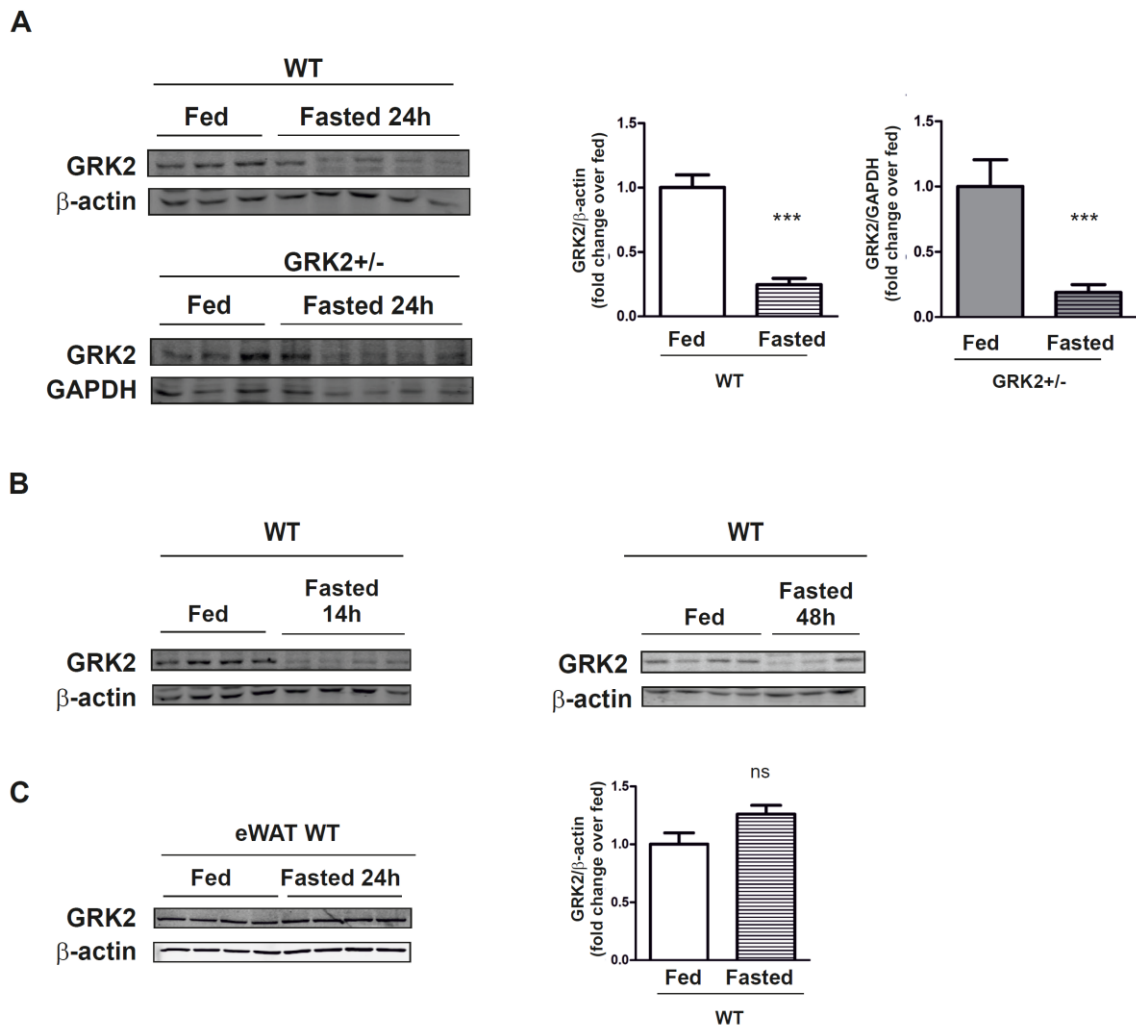 A
WT
Fed Fasted 24h
GRK2
β-actin
GRK2+/-
Fed Fasted 24h
GRK2
GAPDH
GRK2/β-actin
(fold change over fed)
1.5
1.0
0.5
0.0
***
Fed Fasted
WT
GRK2/GAPDH
(fold change over fed)
1.5
1.0
0.5
0.0
***
Fed Fasted
GRK2+/-
B
WT
Fed
Fasted
14h
GRK2
β-actin
WT
Fed
Fasted
48h
GRK2
β-actin
C
eWAT WT
Fed Fasted 24h
GRK2
β-actin
GRK2/β-actin
(fold change over fed)
1.5
1.0
0.5
0.0
ns
Fed Fasted
WT